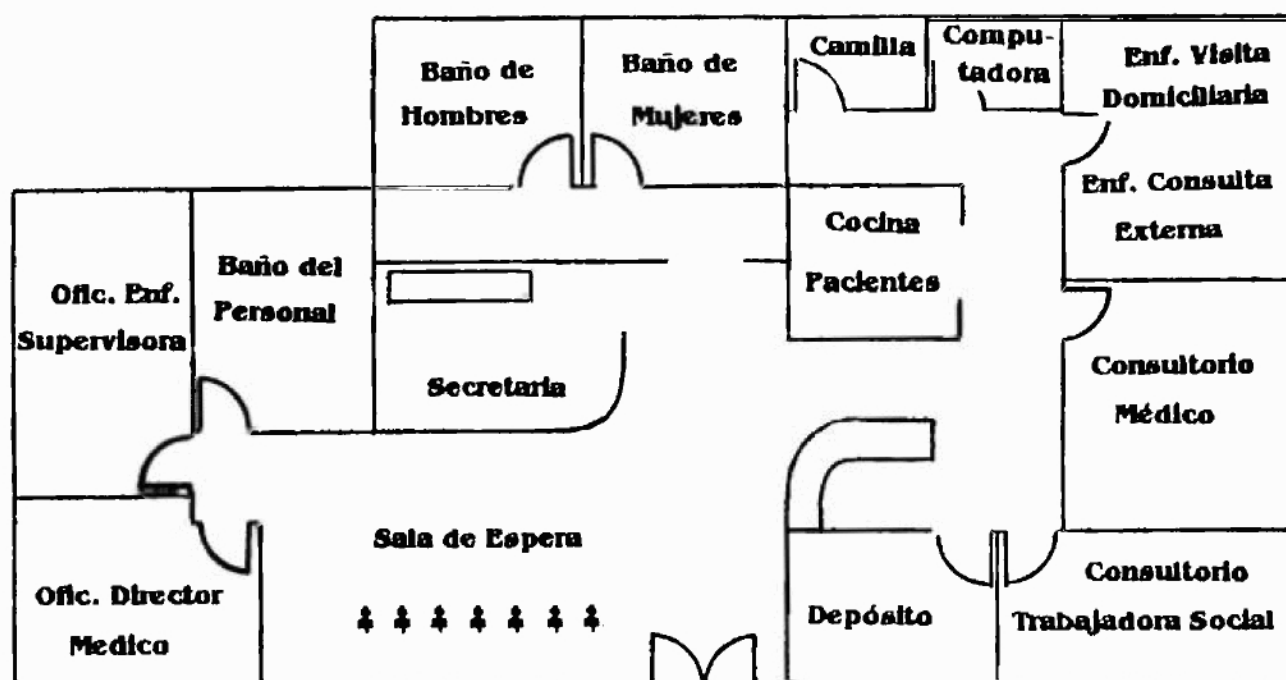 Baño de
Hombres
Baño de
Mujeres
Camilla
Compu-
tadora
Enf. Visita
Domiciliaria
Enf. Consulta
Externa
Cocina
Pacientes
Ofic. Enf.
Supervisora
Baño del
Personal
Secretaria
Consultorio
Médico
Sala de Espera
Ofic. Director
Medico
Depósito
Consultorio
Trabajadora Social